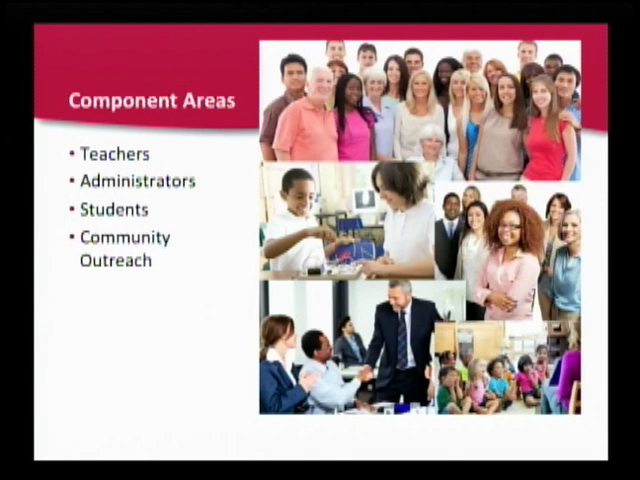 Component Areas
• Teachers
• Administrators
• Students
• Community
Outreach